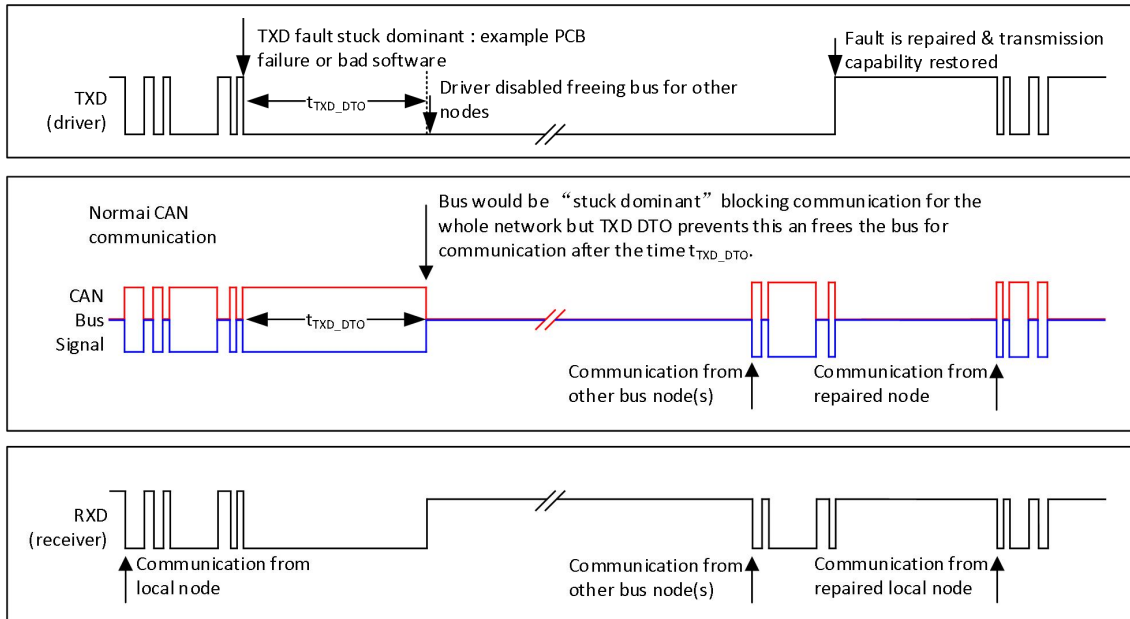 TXD fault stuck dominant : example PCB
failure or bad software
Fault is repaired & transmission
capability restored
Driver disabled freeing bus for other
nodes
TXD
(driver)
tTXD_DTO
Bus would be “stuck dominant” blocking communication for the
whole network but TXD DTO prevents this an frees the bus for
communication after the time tTXD_DTO.
Normai CAN
communication
CAN
Bus
Signal
tTXD_DTO
Communication from
other bus node(s)
Communication from
repaired node
RXD
(receiver)
Communication from
local node
Communication from
other bus node(s)
Communication from
repaired local node